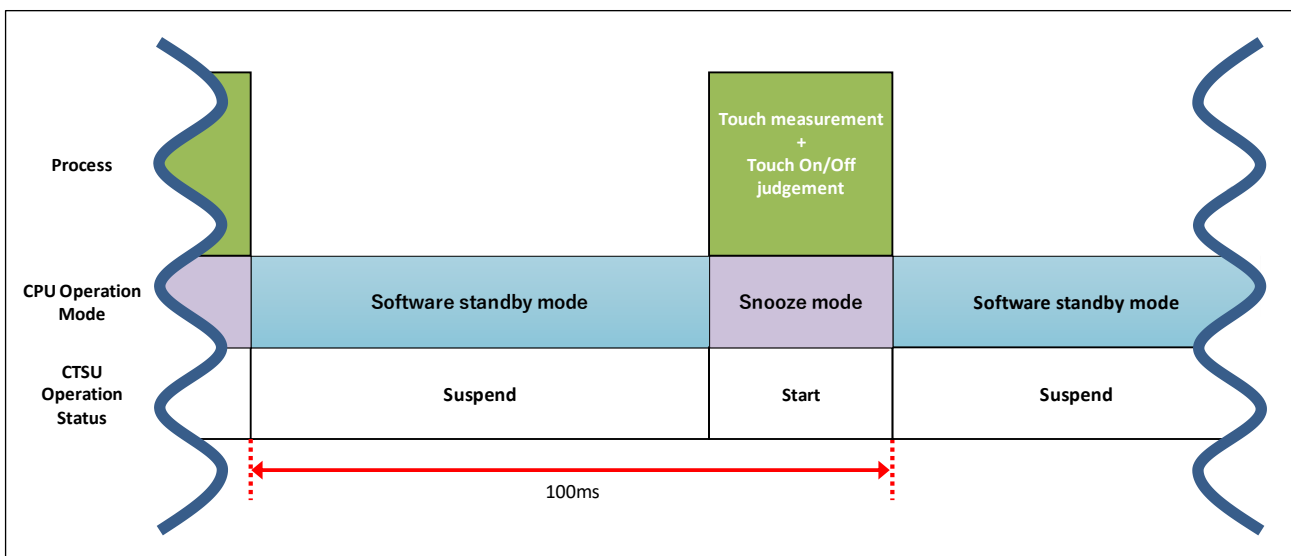 Process
Touch measurement
+
Touch On/Off
judgement
CPU Operation
Mode
Software standby mode
Snooze mode
Software standby mode
CTSU
Operation
Status
Suspend
Start
Suspend
100ms